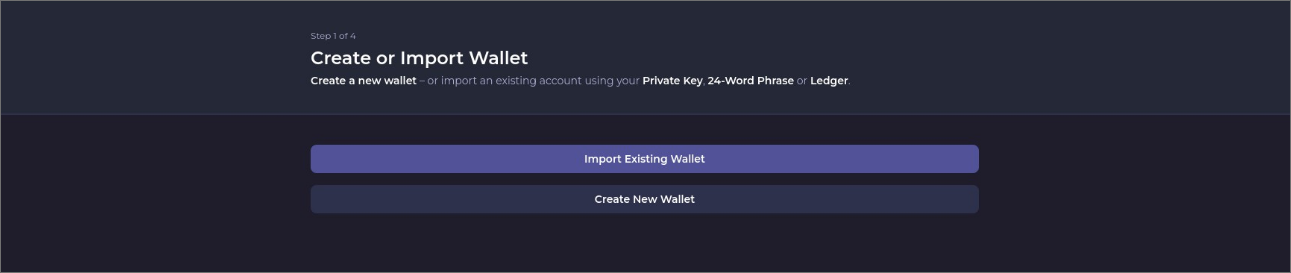 Step 1 of 4
Create or Import Wallet
Create a new wallet – or import an existing account using your Private Key, 24-Word Phrase or Ledger.
Import Existing Wallet
Create New Wallet